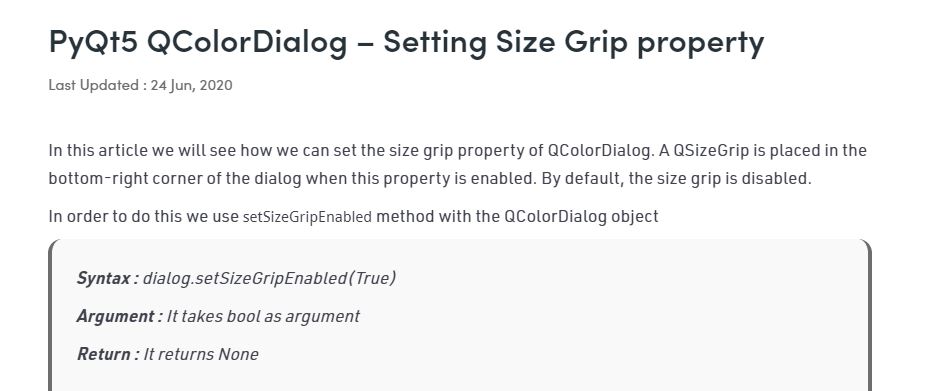 PyQt5 QColorDialog – Setting Size Grip property
Last Updated : 24 Jun, 2020
In this article we will see how we can set the size grip property of QColorDialog. A QSizeGrip is placed in the
bottom-right corner of the dialog when this property is enabled. By default, the size grip is disabled.
In order to do this we use setSizeGripEnabled method with the QColorDialog object
Syntax : dialog.setSizeGripEnabled(True)
Argument : It takes bool as argument
Return : It returns None